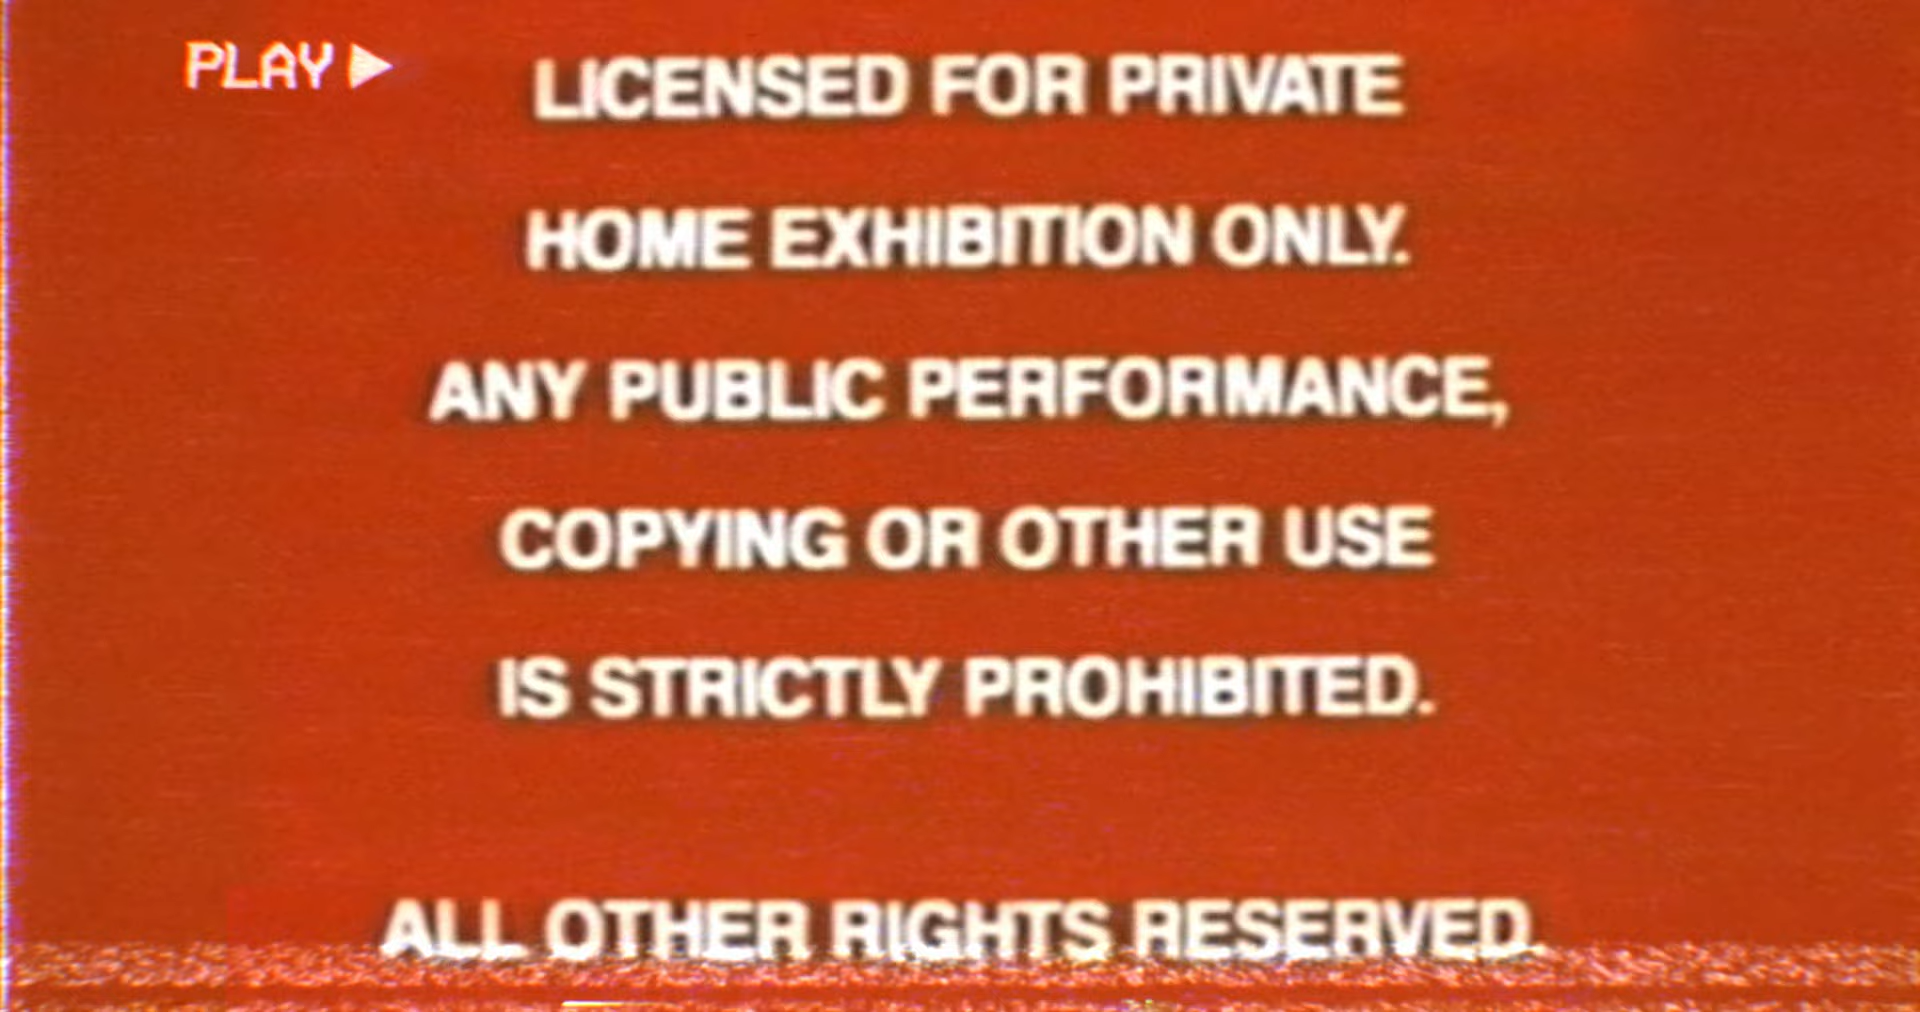 PLAY
LICENSED FOR PRIVATE
HOME EXHIBITION ONLY.
ANY PUBLIC PERFORMANCE,
COPYING OR OTHER USE
IS STRICTLY PROHIBITED.
ALL OTHER RIGHTS RESERVED.